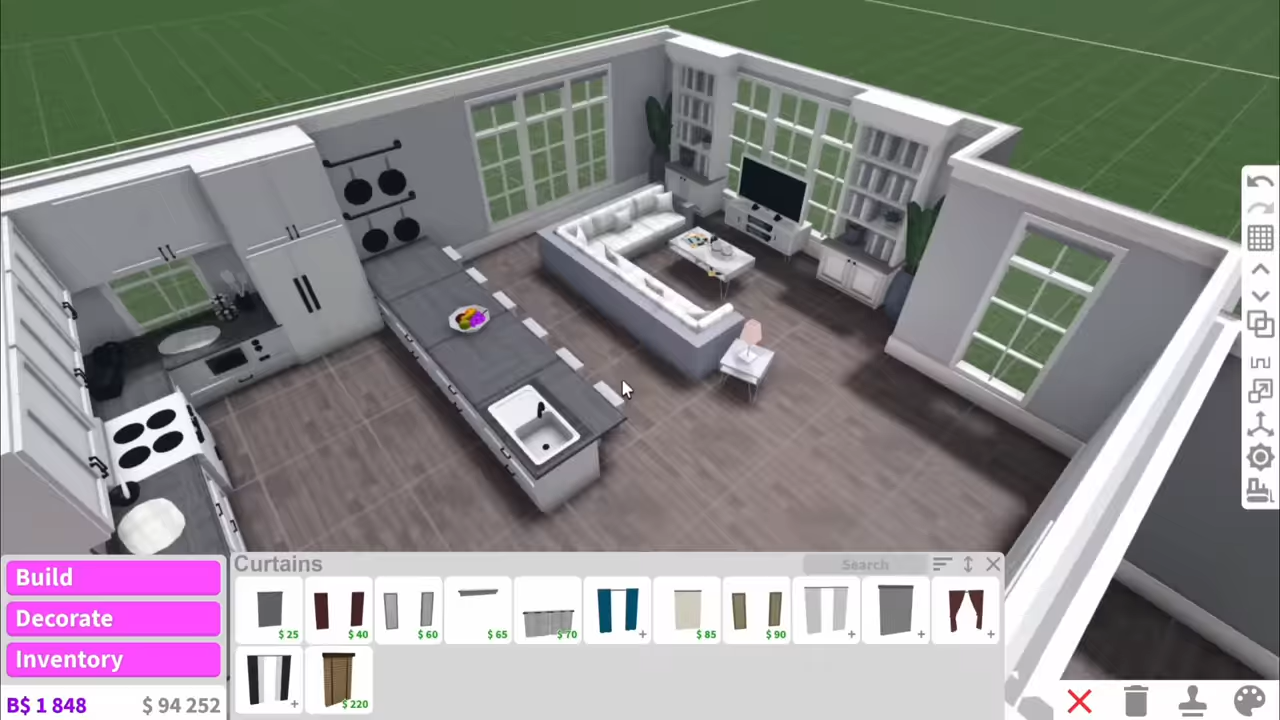 Curtains
Search
$ 25
$ 40
$ 60
$ 65
$ 70
+
$ 85
$ 90
+
+
+
+
$ 220
Build
Decorate
Inventory
B$ 1 848
$ 94 252